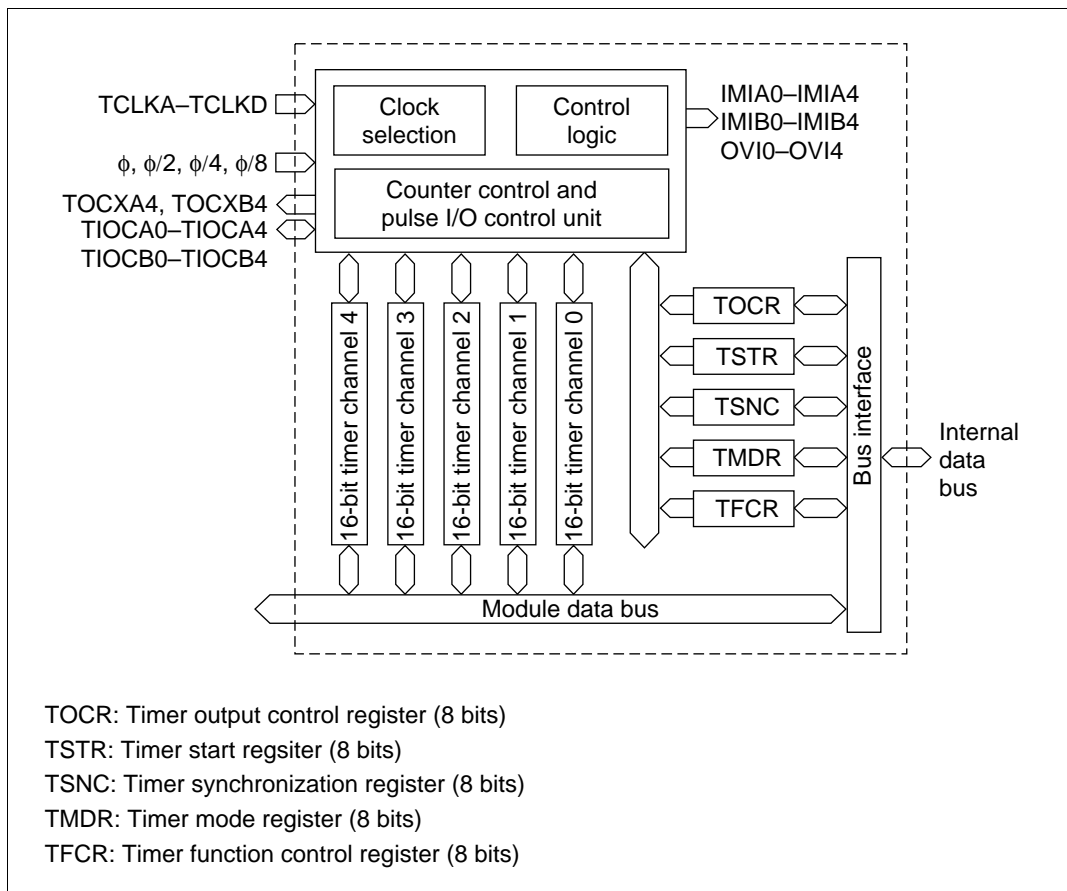 TCLKA–TCLKD
ϕ, ϕ/2, ϕ/4, ϕ/8
TOCXA4, TOCXB4
TIOCA0–TIOCA4
TIOCB0–TIOCB4
Clock
selection
Control
logic
Counter control and
pulse I/O control unit
IMIA0–IMIA4
IMIB0–IMIB4
OVI0–OVI4
16-bit timer channel 4
16-bit timer channel 3
16-bit timer channel 2
16-bit timer channel 1
16-bit timer channel 0
TOCR
TSTR
TSNC
TMDR
TFCR
Bus interface
Internal
data
bus
Module data bus
TOCR: Timer output control register (8 bits)
TSTR: Timer start regsiter (8 bits)
TSNC: Timer synchronization register (8 bits)
TMDR: Timer mode register (8 bits)
TFCR: Timer function control register (8 bits)